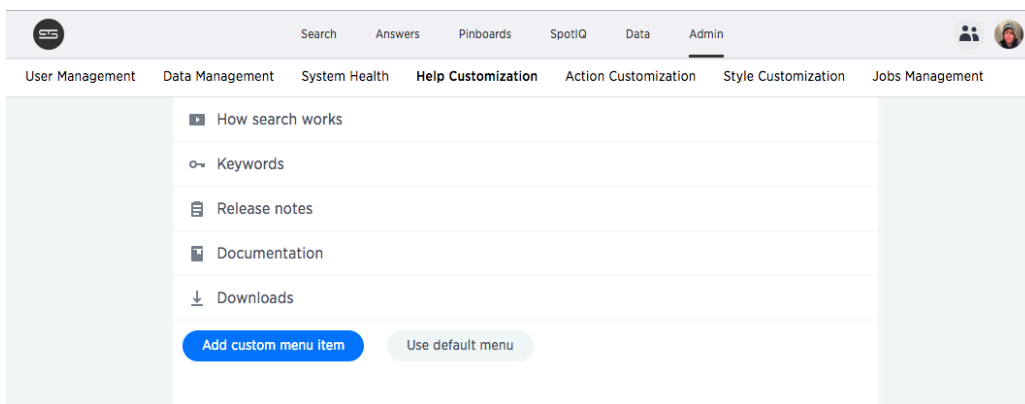 Search Answers Pinboards SpotIQ Data Admin
User Management Data Management System Health Help Customization Action Customization Style Customization Jobs Management
How search works
Keywords
Release notes
Documentation
Downloads
Add custom menu item Use default menu